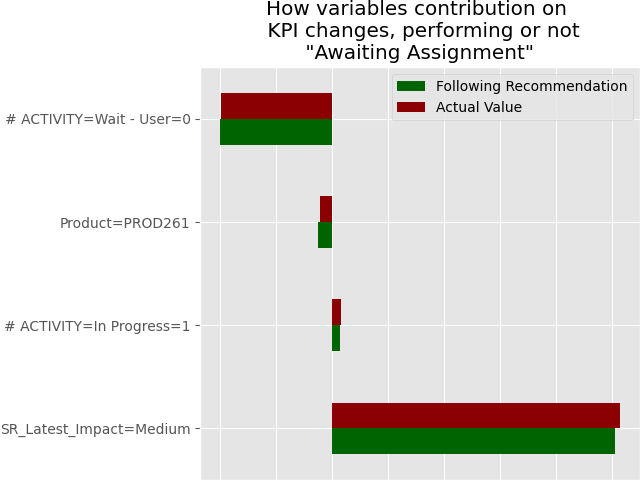 How variables contribution on
KPI changes, performing or not
"Awaiting Assignment"
Following Recommendation
Actual Value
# ACTIVITY=Wait - User=0
Product=PROD261
# ACTIVITY=In Progress=1
SR_Latest_Impact=Medium